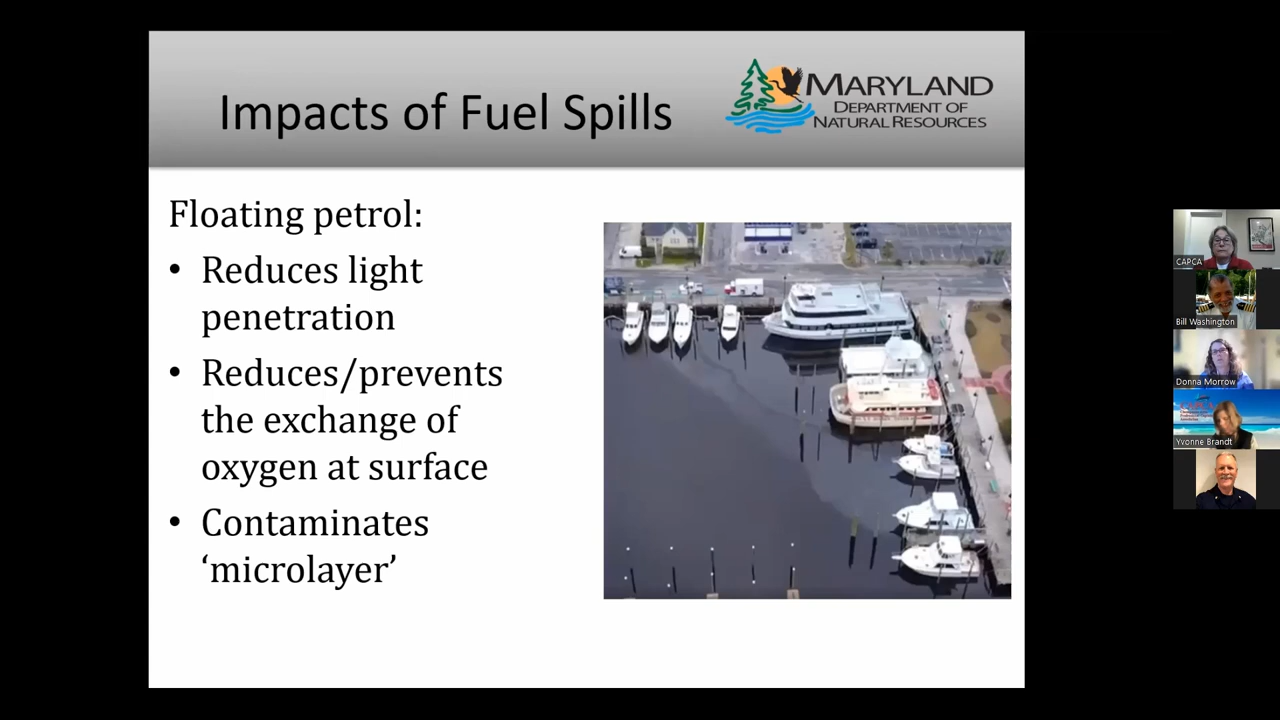 Impacts of Fuel Spills
MARYLAND
DEPARTMENT OF
NATURAL RESOURCES
Floating petrol:
• Reduces light
penetration
• Reduces/prevents
the exchange of
oxygen at surface
• Contaminates
‘microlayer’
CAPCA
Bill Washington
Donna Morrow
Yvonne Brandt